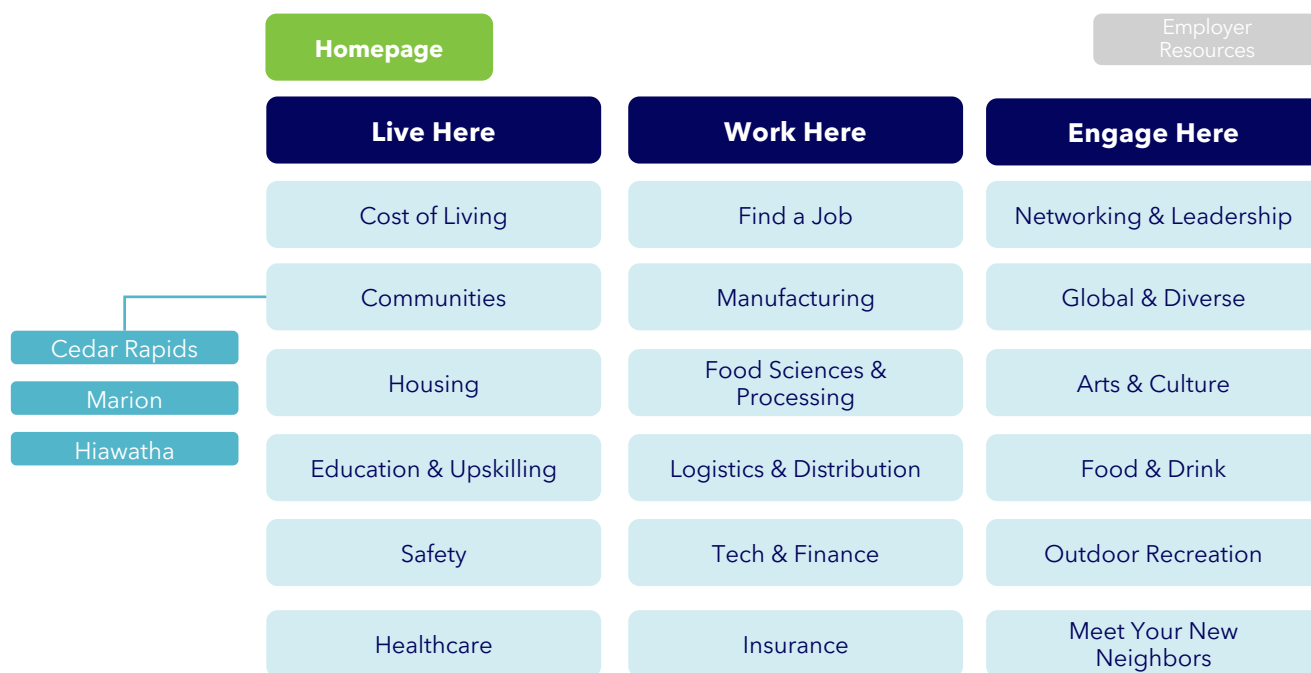 Homepage
Employer
Resources
Live Here
Work Here
Engage Here
Cost of Living
Find a Job
Networking & Leadership
Communities
Manufacturing
Global & Diverse
Cedar Rapids
Marion
Hiawatha
Housing
Food Sciences &
Processing
Arts & Culture
Education & Upskilling
Logistics & Distribution
Food & Drink
Safety
Tech & Finance
Outdoor Recreation
Healthcare
Insurance
Meet Your New
Neighbors